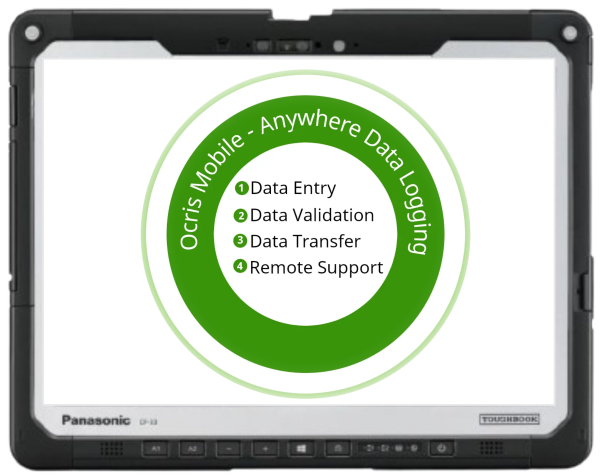 Ocris Mobile - Anywhere Data Logging
1 Data Entry
2 Data Validation
3 Data Transfer
4 Remote Support
Panasonic CF-33 TOUGHBOOK
A1 A2 - +